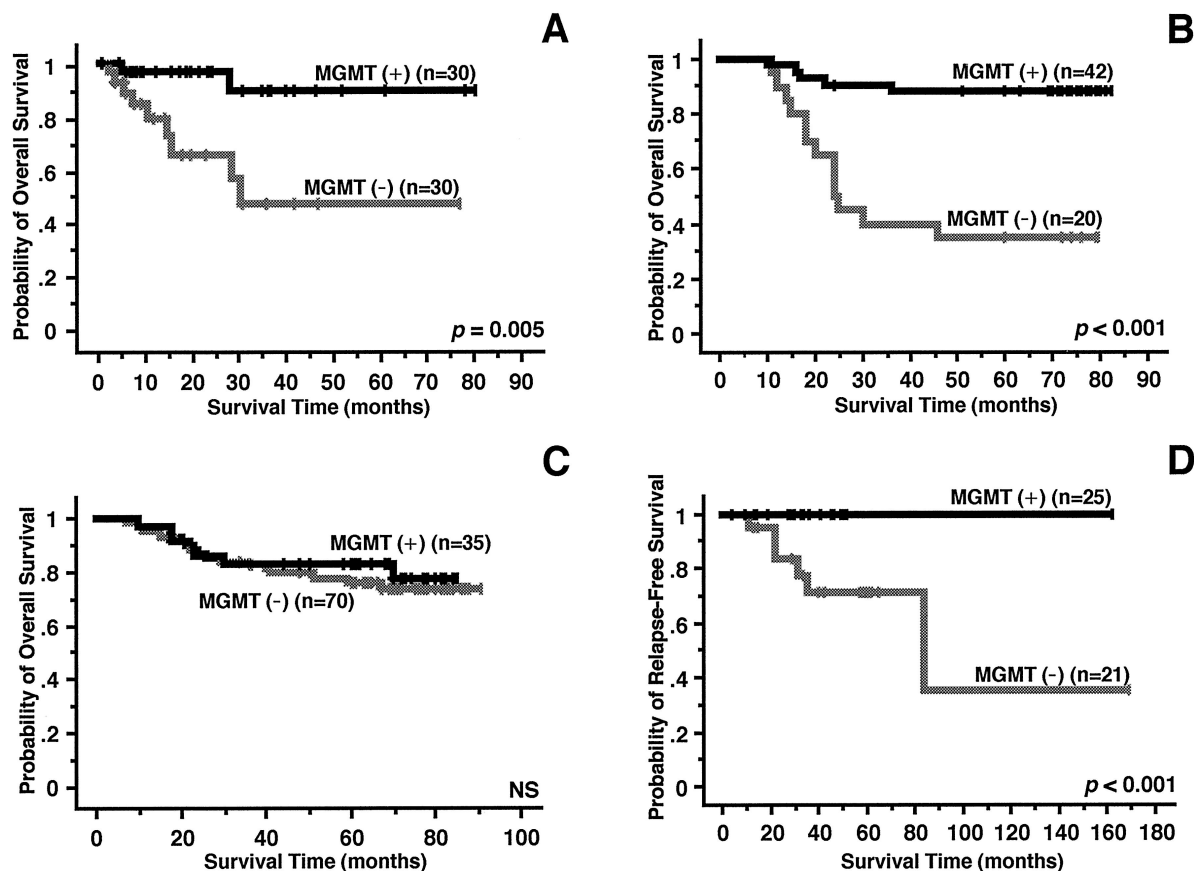 A
Probability of Overall Survival
1
.8
.6
.4
.2
0
MGMT (+) (n=30)
MGMT (-) (n=30)
p = 0.005
0 10 20 30 40 50 60 70 80 90
Survival Time (months)
B
Probability of Overall Survival
1
.8
.6
.4
.2
0
MGMT (+) (n=42)
MGMT (-) (n=20)
p < 0.001
0 10 20 30 40 50 60 70 80 90
Survival Time (months)
C
Probability of Overall Survival
1
.8
.6
.4
.2
0
MGMT (+) (n=35)
MGMT (-) (n=70)
NS
0 20 40 60 80 100
Survival Time (months)
D
Probability of Relapse-Free Survival
1
.8
.6
.4
.2
0
MGMT (+) (n=25)
MGMT (-) (n=21)
p < 0.001
0 20 40 60 80 100 120 140 160 180
Survival Time (months)